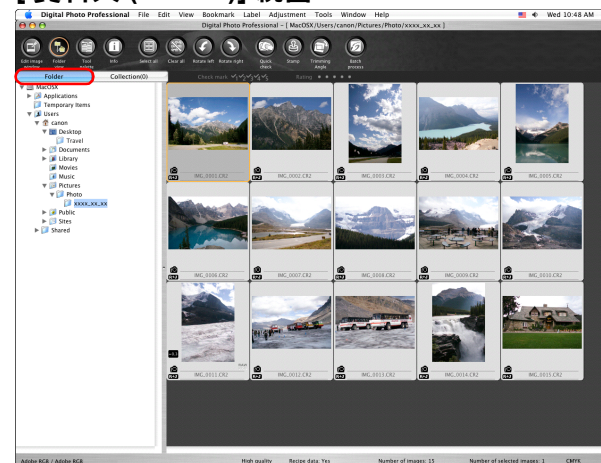 Digital Photo Professional File Edit View Bookmark Label Adjustment Tools Window Help Wed 10:48 AM
Digital Photo Professional – [ MacOSX/Users/canon/Pictures/Photo/xxxx_xx_xx ]
Edit image window Folder view Tool palette Info Select all Clear all Rotate left Rotate right Quick check Stamp Trimming Angle Batch process
Folder Collection(0) Check mark Rating
MacOSX
Applications
Temporary Items
Users
canon
Desktop
Travel
Documents
Library
Movies
Music
Pictures
Photo
xxxx_xx_xx
Public
Sites
Shared
IMG_0001.CR2 IMG_0002.CR2 IMG_0003.CR2 IMG_0004.CR2 IMG_0005.CR2
IMG_0006.CR2 IMG_0007.CR2 IMG_0008.CR2 IMG_0009.CR2 IMG_0010.CR2
IMG_0011.CR2 IMG_0012.CR2 IMG_0013.CR2 IMG_0014.CR2 IMG_0015.CR2
Adobe RGB / Adobe RGB High quality Recipe data: Yes Number of images: 15 Number of selected images: 1 CMYK